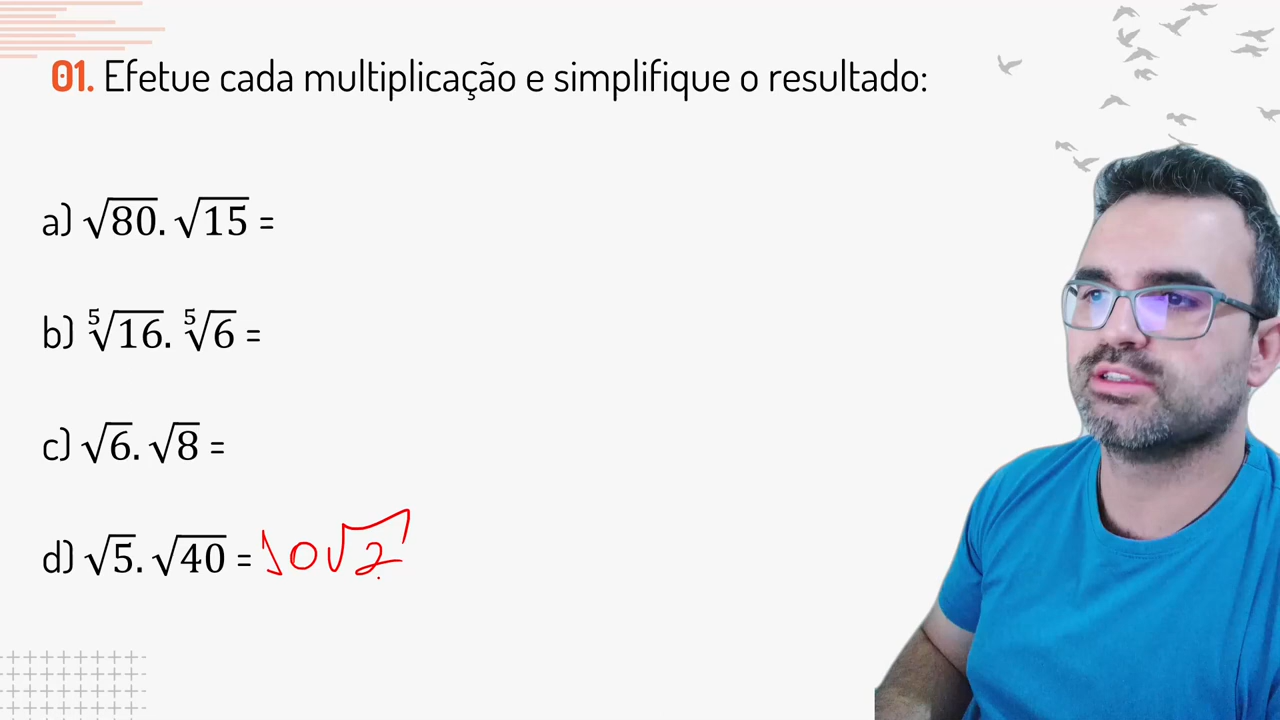 01. Efetue cada multiplicação e simplifique o resultado:
a) √80. √15 =
b) ⁵√16. ⁵√6 =
c) √6. √8 =
d) √5. √40 = 10√2